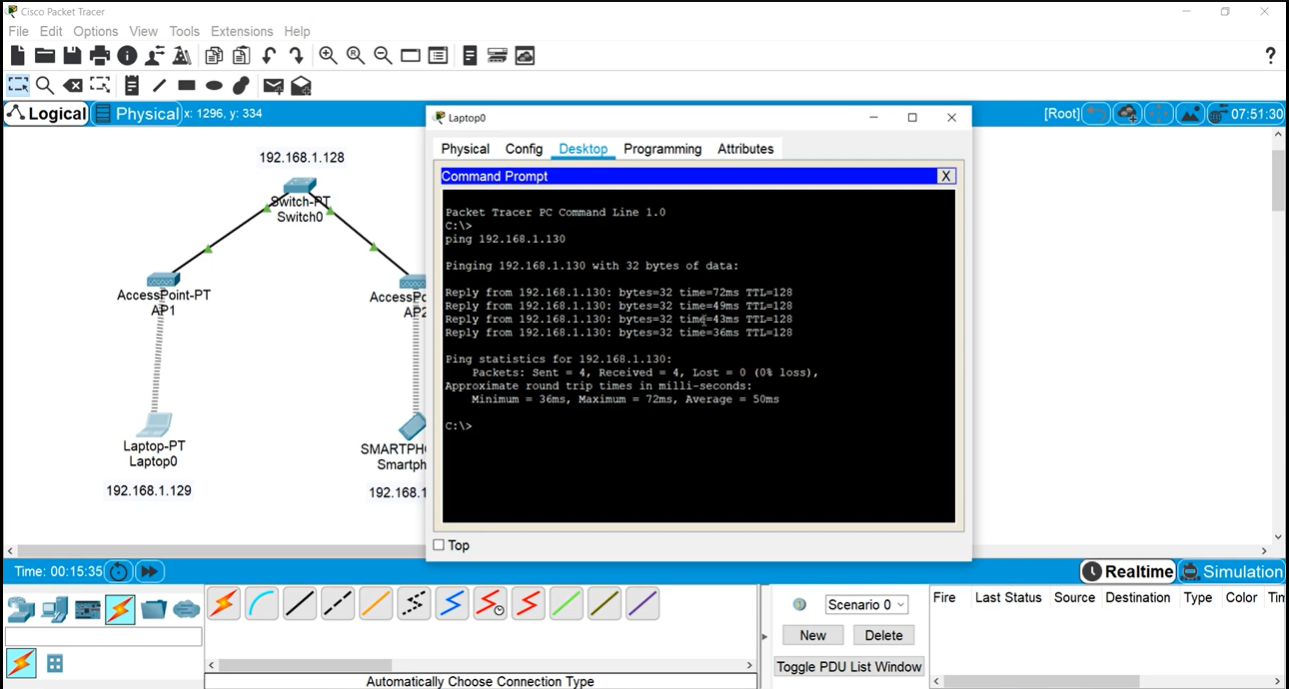 Cisco Packet Tracer
File Edit Options View Tools Extensions Help
?
Logical Physical x: 1296, y: 334 [Root] 07:51:30
192.168.1.128
Switch-PT
Switch0
AccessPoint-PT
AP1
AccessPo
AP2
Laptop-PT
Laptop0
SMARTPH
Smartph
192.168.1.129
192.168.1
Laptop0
Physical Config Desktop Programming Attributes
Command Prompt X
Packet Tracer PC Command Line 1.0
C:\>
ping 192.168.1.130
Pinging 192.168.1.130 with 32 bytes of data:
Reply from 192.168.1.130: bytes=32 time=72ms TTL=128
Reply from 192.168.1.130: bytes=32 time=49ms TTL=128
Reply from 192.168.1.130: bytes=32 time=43ms TTL=128
Reply from 192.168.1.130: bytes=32 time=36ms TTL=128
Ping statistics for 192.168.1.130:
Packets: Sent = 4, Received = 4, Lost = 0 (0% loss),
Approximate round trip times in milli-seconds:
Minimum = 36ms, Maximum = 72ms, Average = 50ms
C:\>
Top
Time: 00:15:35 Realtime Simulation
Scenario 0
New Delete
Toggle PDU List Window
Fire Last Status Source Destination Type Color Tim
Automatically Choose Connection Type